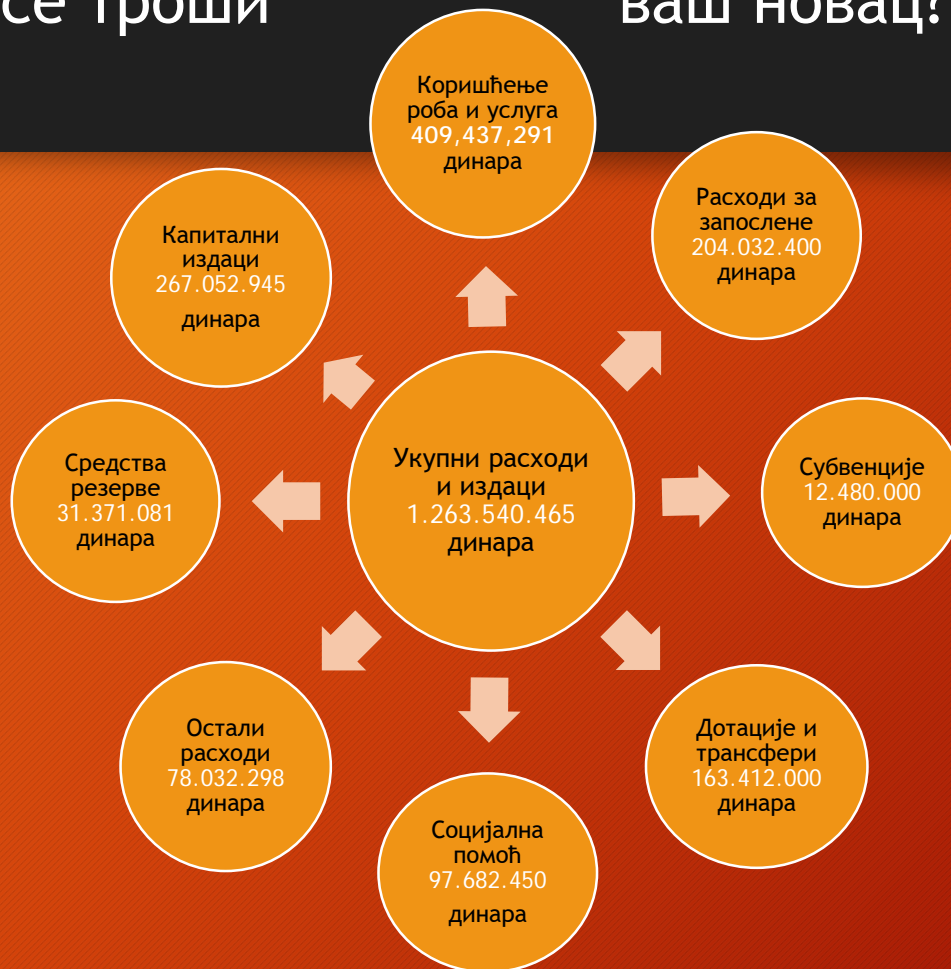 се троши ваш новац?
Коришћење
роба и услуга
409,437,291
динара
Расходи за
запослене
204.032.400
динара
Субвенције
12.480.000
динара
Дотације и
трансфери
163.412.000
динара
Социјална
помоћ
97.682.450
динара
Остали
расходи
78.032.298
динара
Средства
резерве
31.371.081
динара
Капитални
издаци
267.052.945
динара
Укупни расходи
и издаци
1.263.540.465
динара